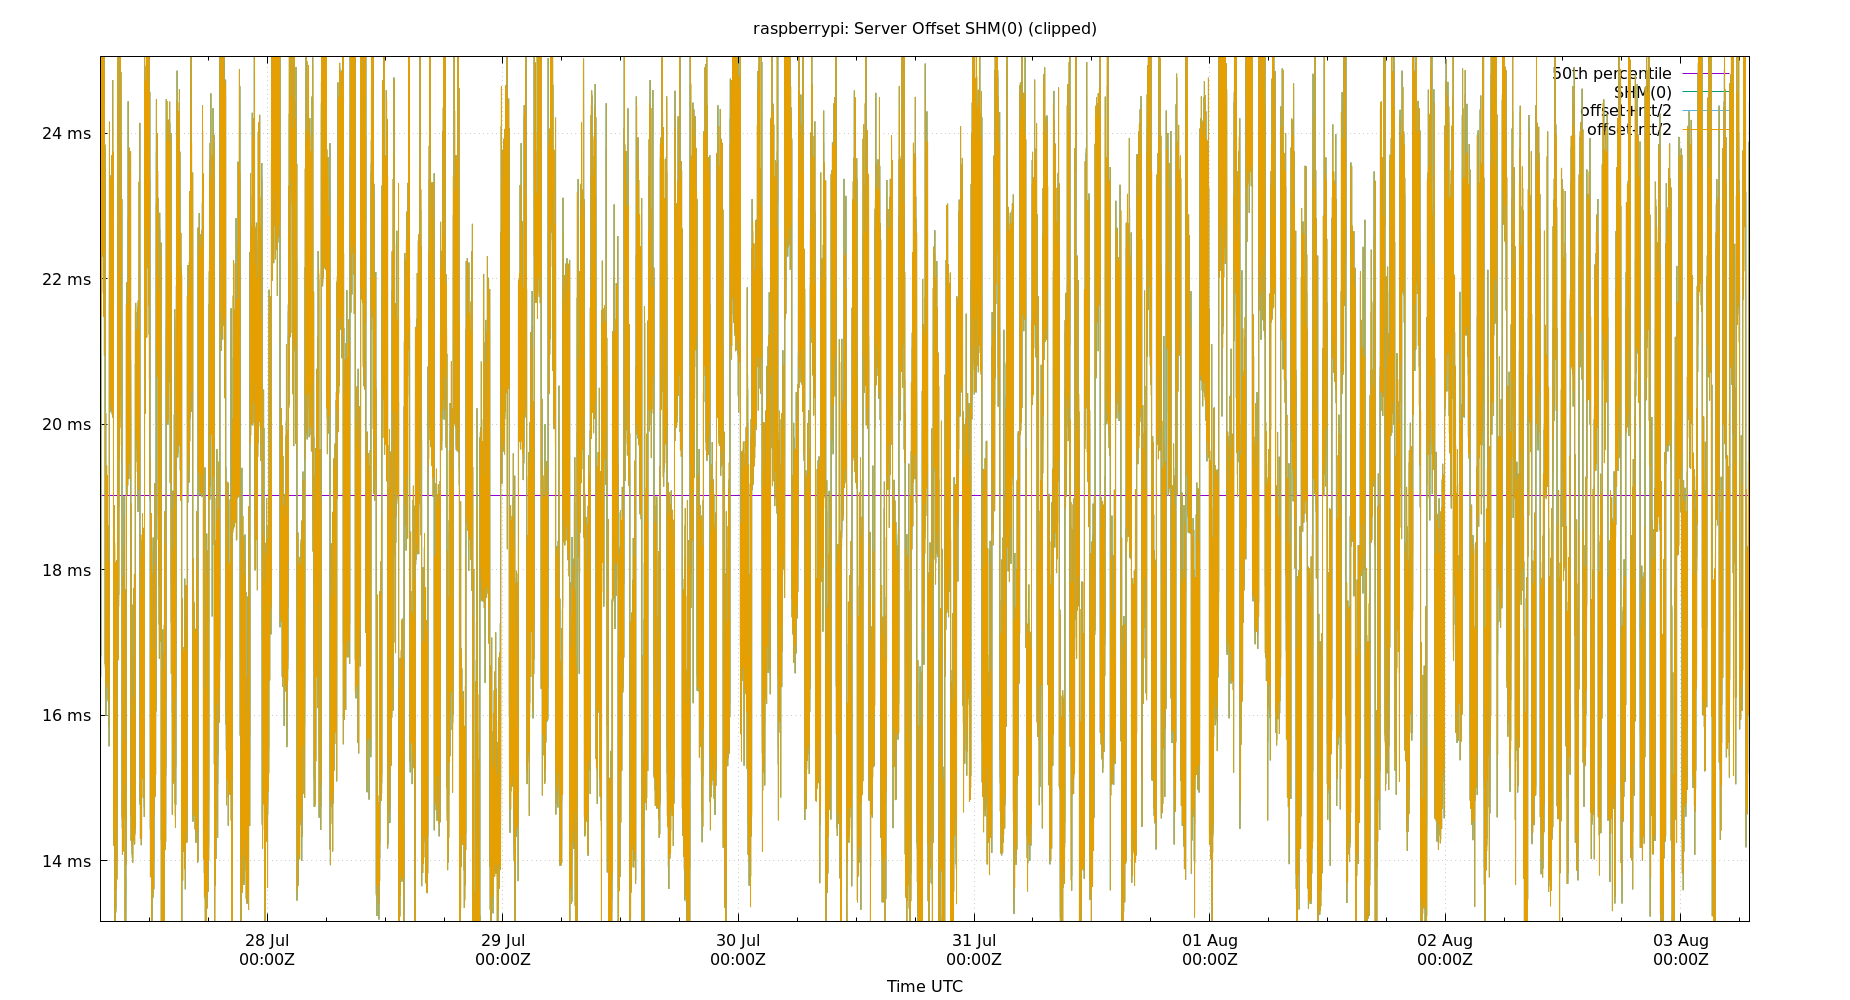 raspberrypi: Server Offset SHM(0) (clipped)
50th percentile
SHM(0)
offset+rtt/2
offset-rtt/2
24 ms
22 ms
20 ms
18 ms
16 ms
14 ms
28 Jul 29 Jul 30 Jul 31 Jul 01 Aug 02 Aug 03 Aug
00:00Z 00:00Z 00:00Z 00:00Z 00:00Z 00:00Z 00:00Z
Time UTC